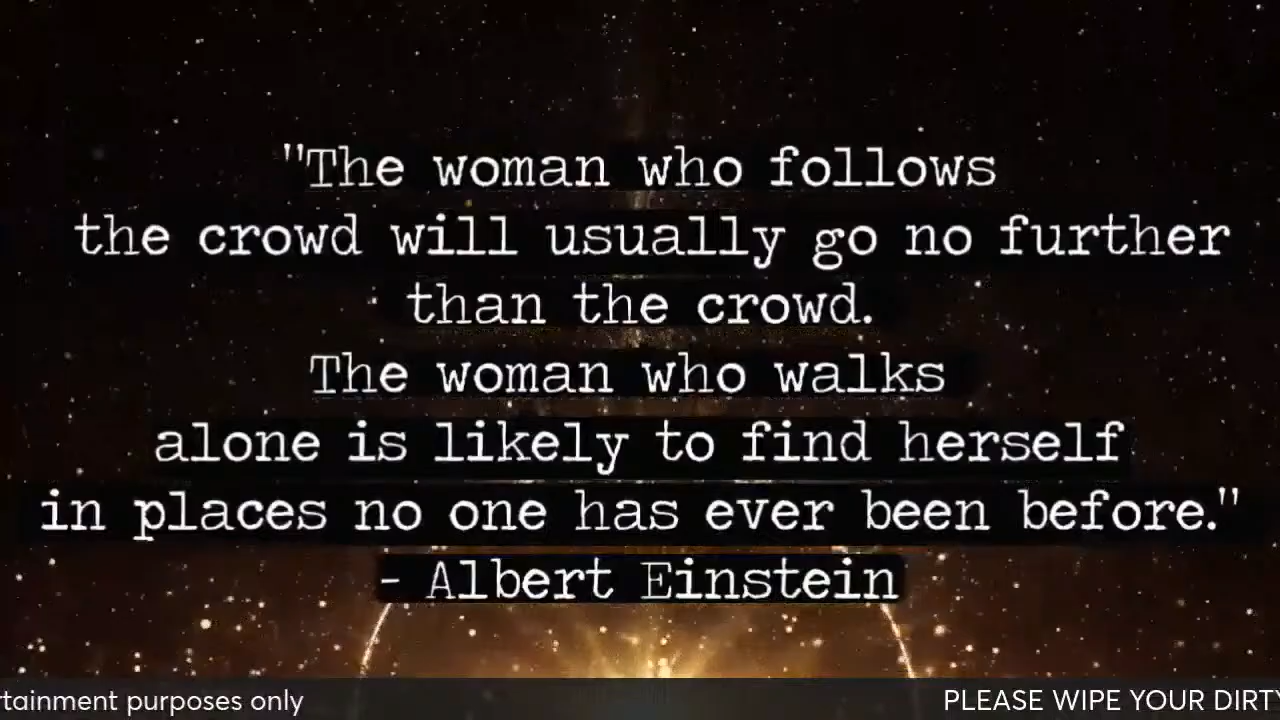 "The woman who follows
the crowd will usually go no further
than the crowd.
The woman who walks
alone is likely to find herself
in places no one has ever been before."
- Albert Einstein
rtainment purposes only PLEASE WIPE YOUR DIRTY